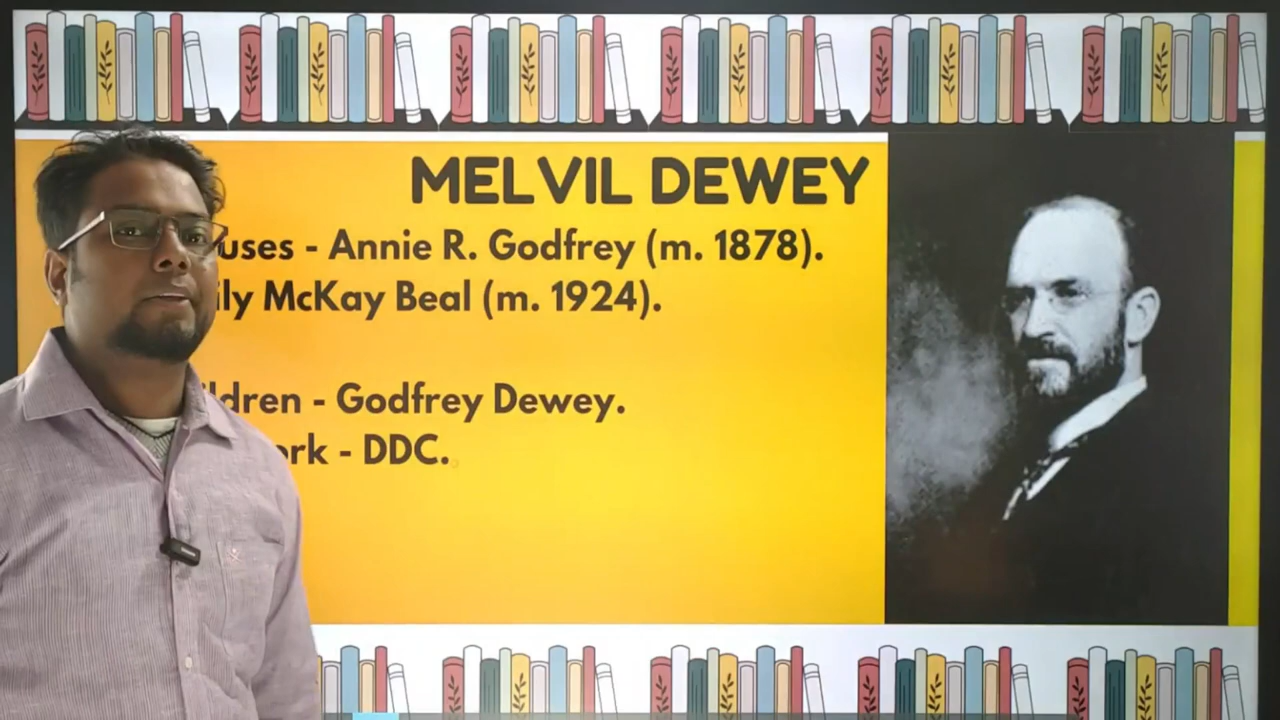 MELVIL DEWEY
uses - Annie R. Godfrey (m. 1878).
ily McKay Beal (m. 1924).
ldren - Godfrey Dewey.
ork - DDC.